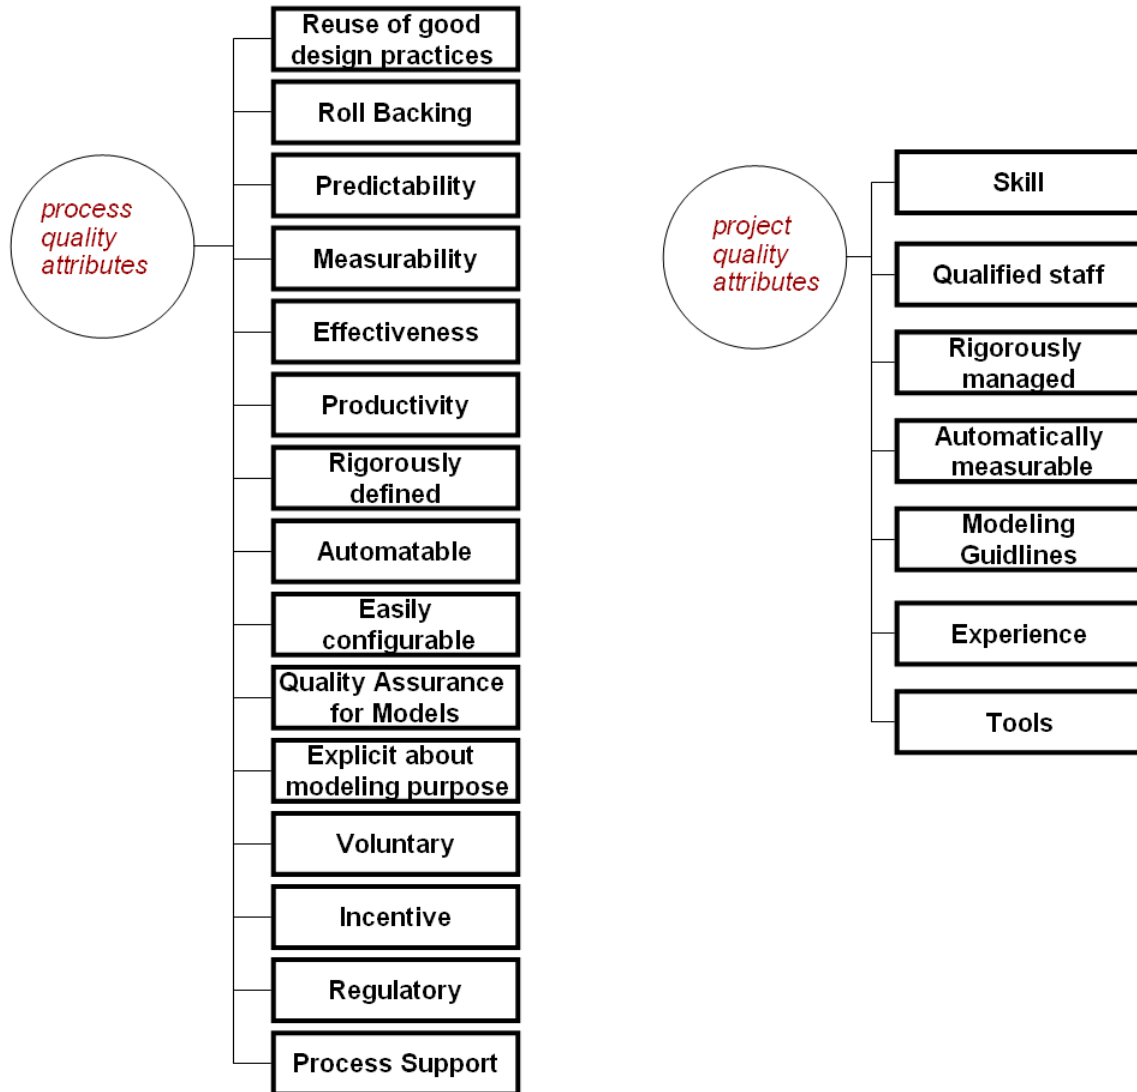 process
quality
attributes
Reuse of good
design practices
Roll Backing
Predictability
Measurability
Effectiveness
Productivity
Rigorously
defined
Automatable
Easily
configurable
Quality Assurance
for Models
Explicit about
modeling purpose
Voluntary
Incentive
Regulatory
Process Support
project
quality
attributes
Skill
Qualified staff
Rigorously
managed
Automatically
measurable
Modeling
Guidlines
Experience
Tools